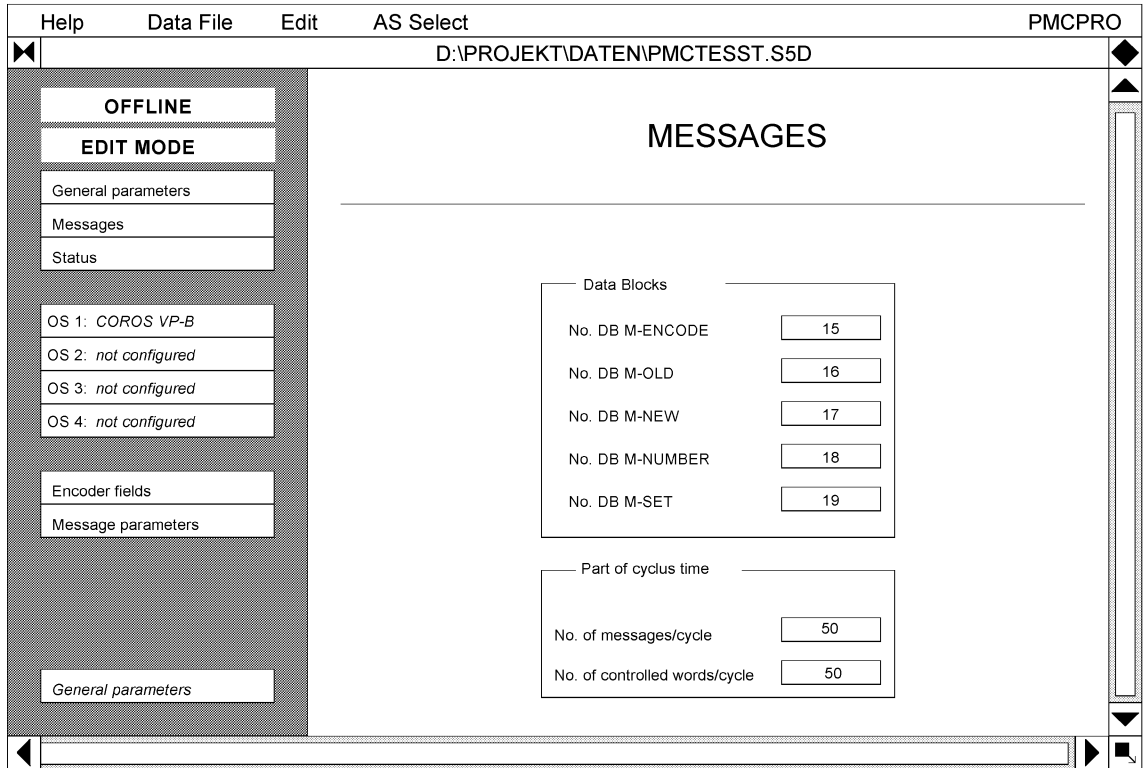 Help Data File Edit AS Select PMCPRO
D:\PROJEKT\DATEN\PMCTESST.S5D
OFFLINE
EDIT MODE
General parameters
Messages
Status
OS 1: COROS VP-B
OS 2: not configured
OS 3: not configured
OS 4: not configured
Encoder fields
Message parameters
General parameters
MESSAGES
Data Blocks
No. DB M-ENCODE 15
No. DB M-OLD 16
No. DB M-NEW 17
No. DB M-NUMBER 18
No. DB M-SET 19
Part of cyclus time
No. of messages/cycle 50
No. of controlled words/cycle 50